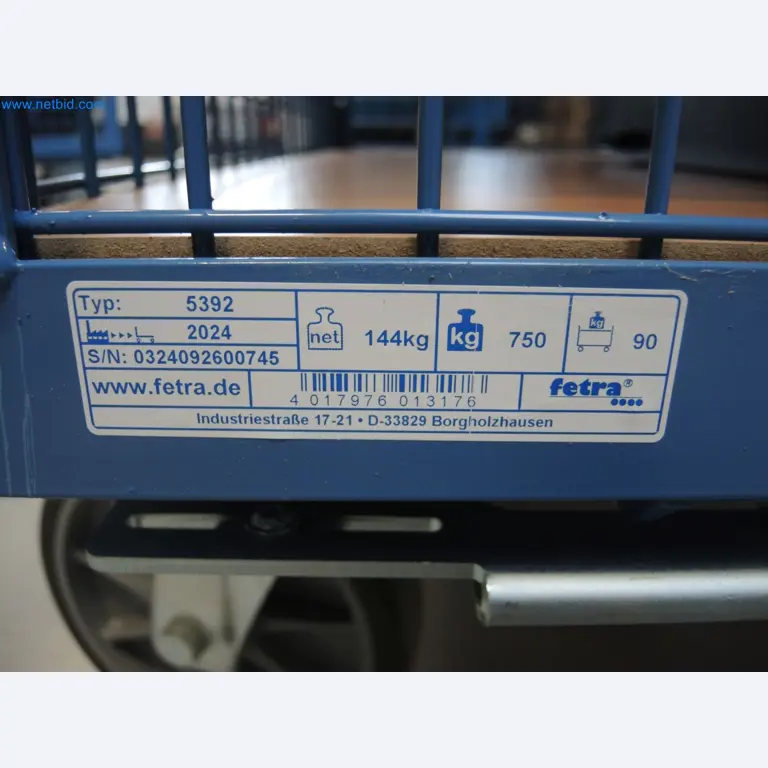 www.netbid.com
Typ: 5392
2024
S/N: 0324092600745
net 144kg
kg 750
kg 90
www.fetra.de
4 017976 013176
fetra®
Industriestraße 17-21 • D-33829 Borgholzhausen